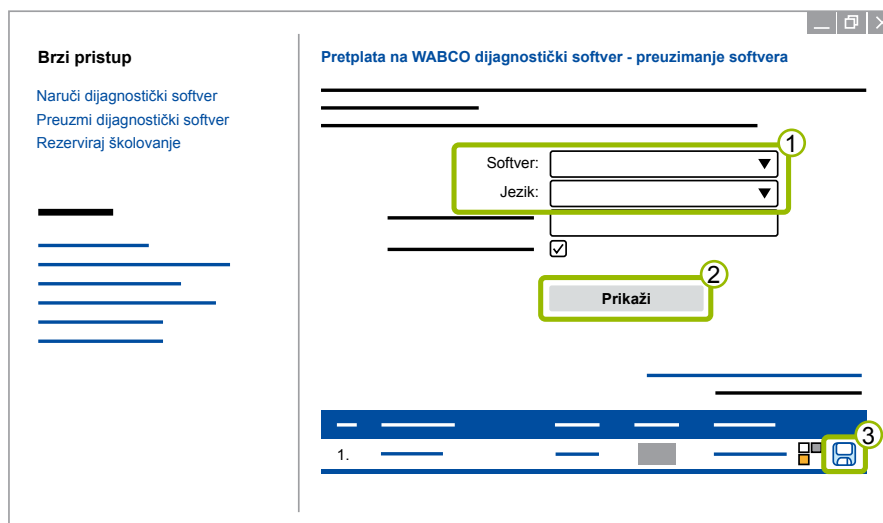 Brzi pristup
Naruči dijagnostički softver
Preuzmi dijagnostički softver
Rezerviraj školovanje
Pretplata na WABCO dijagnostički softver - preuzimanje softvera
1
Softver:
Jezik:
2
Prikaži
3
1.